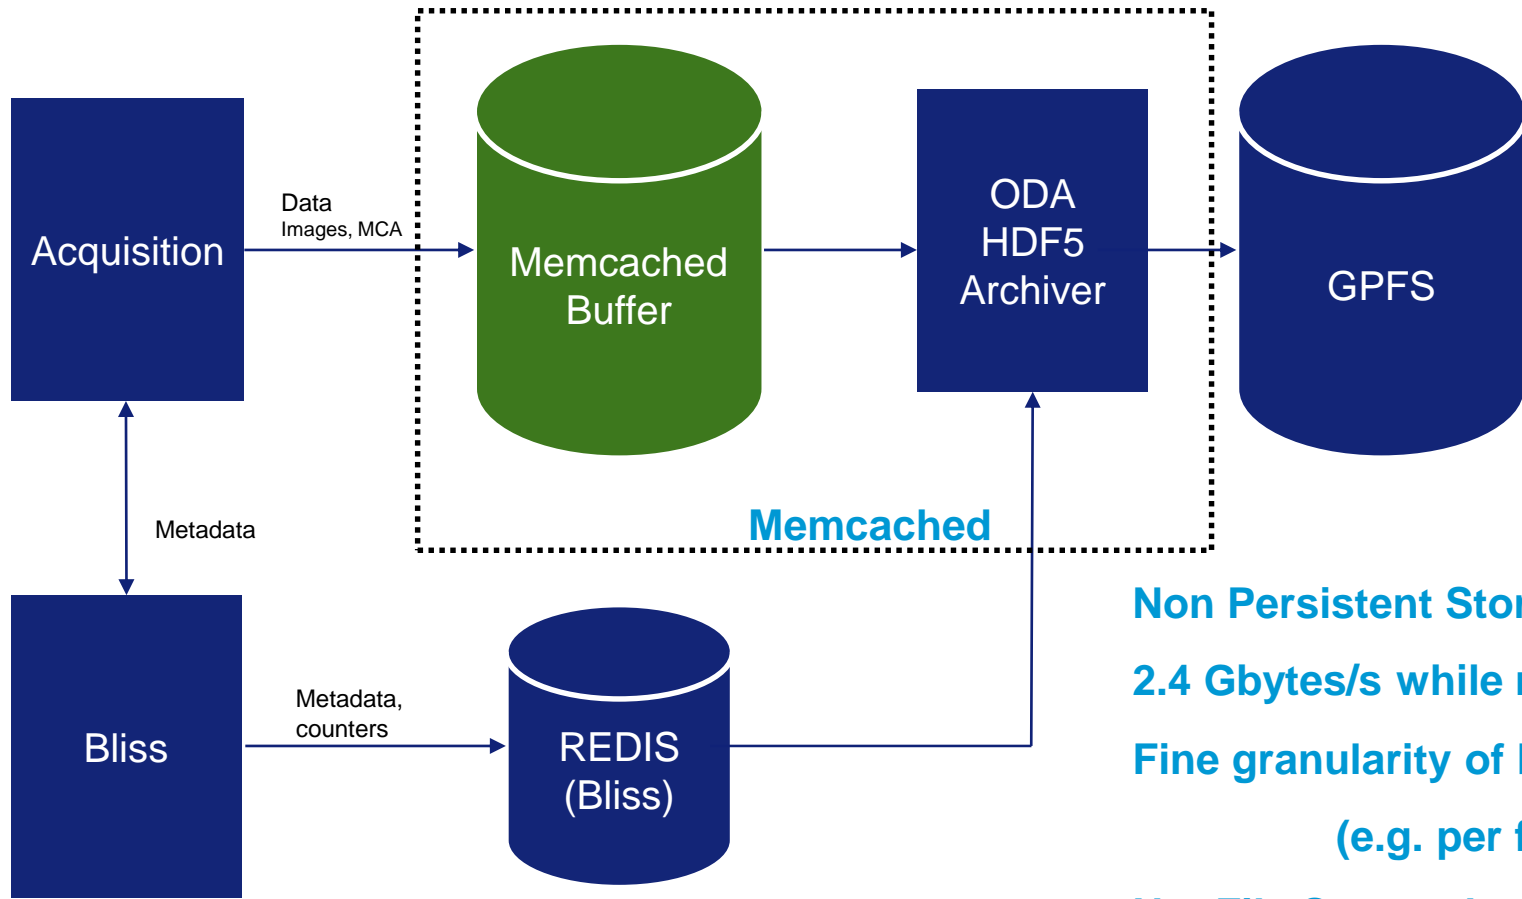 Acquisition
Data
Images, MCA
Memcached
Buffer
ODA
HDF5
Archiver
GPFS
Memcached
Metadata
Bliss
Metadata,
counters
REDIS
(Bliss)
Non Persistent
2.4 Gbytes/s while
Fine granularity of
(e.g. per